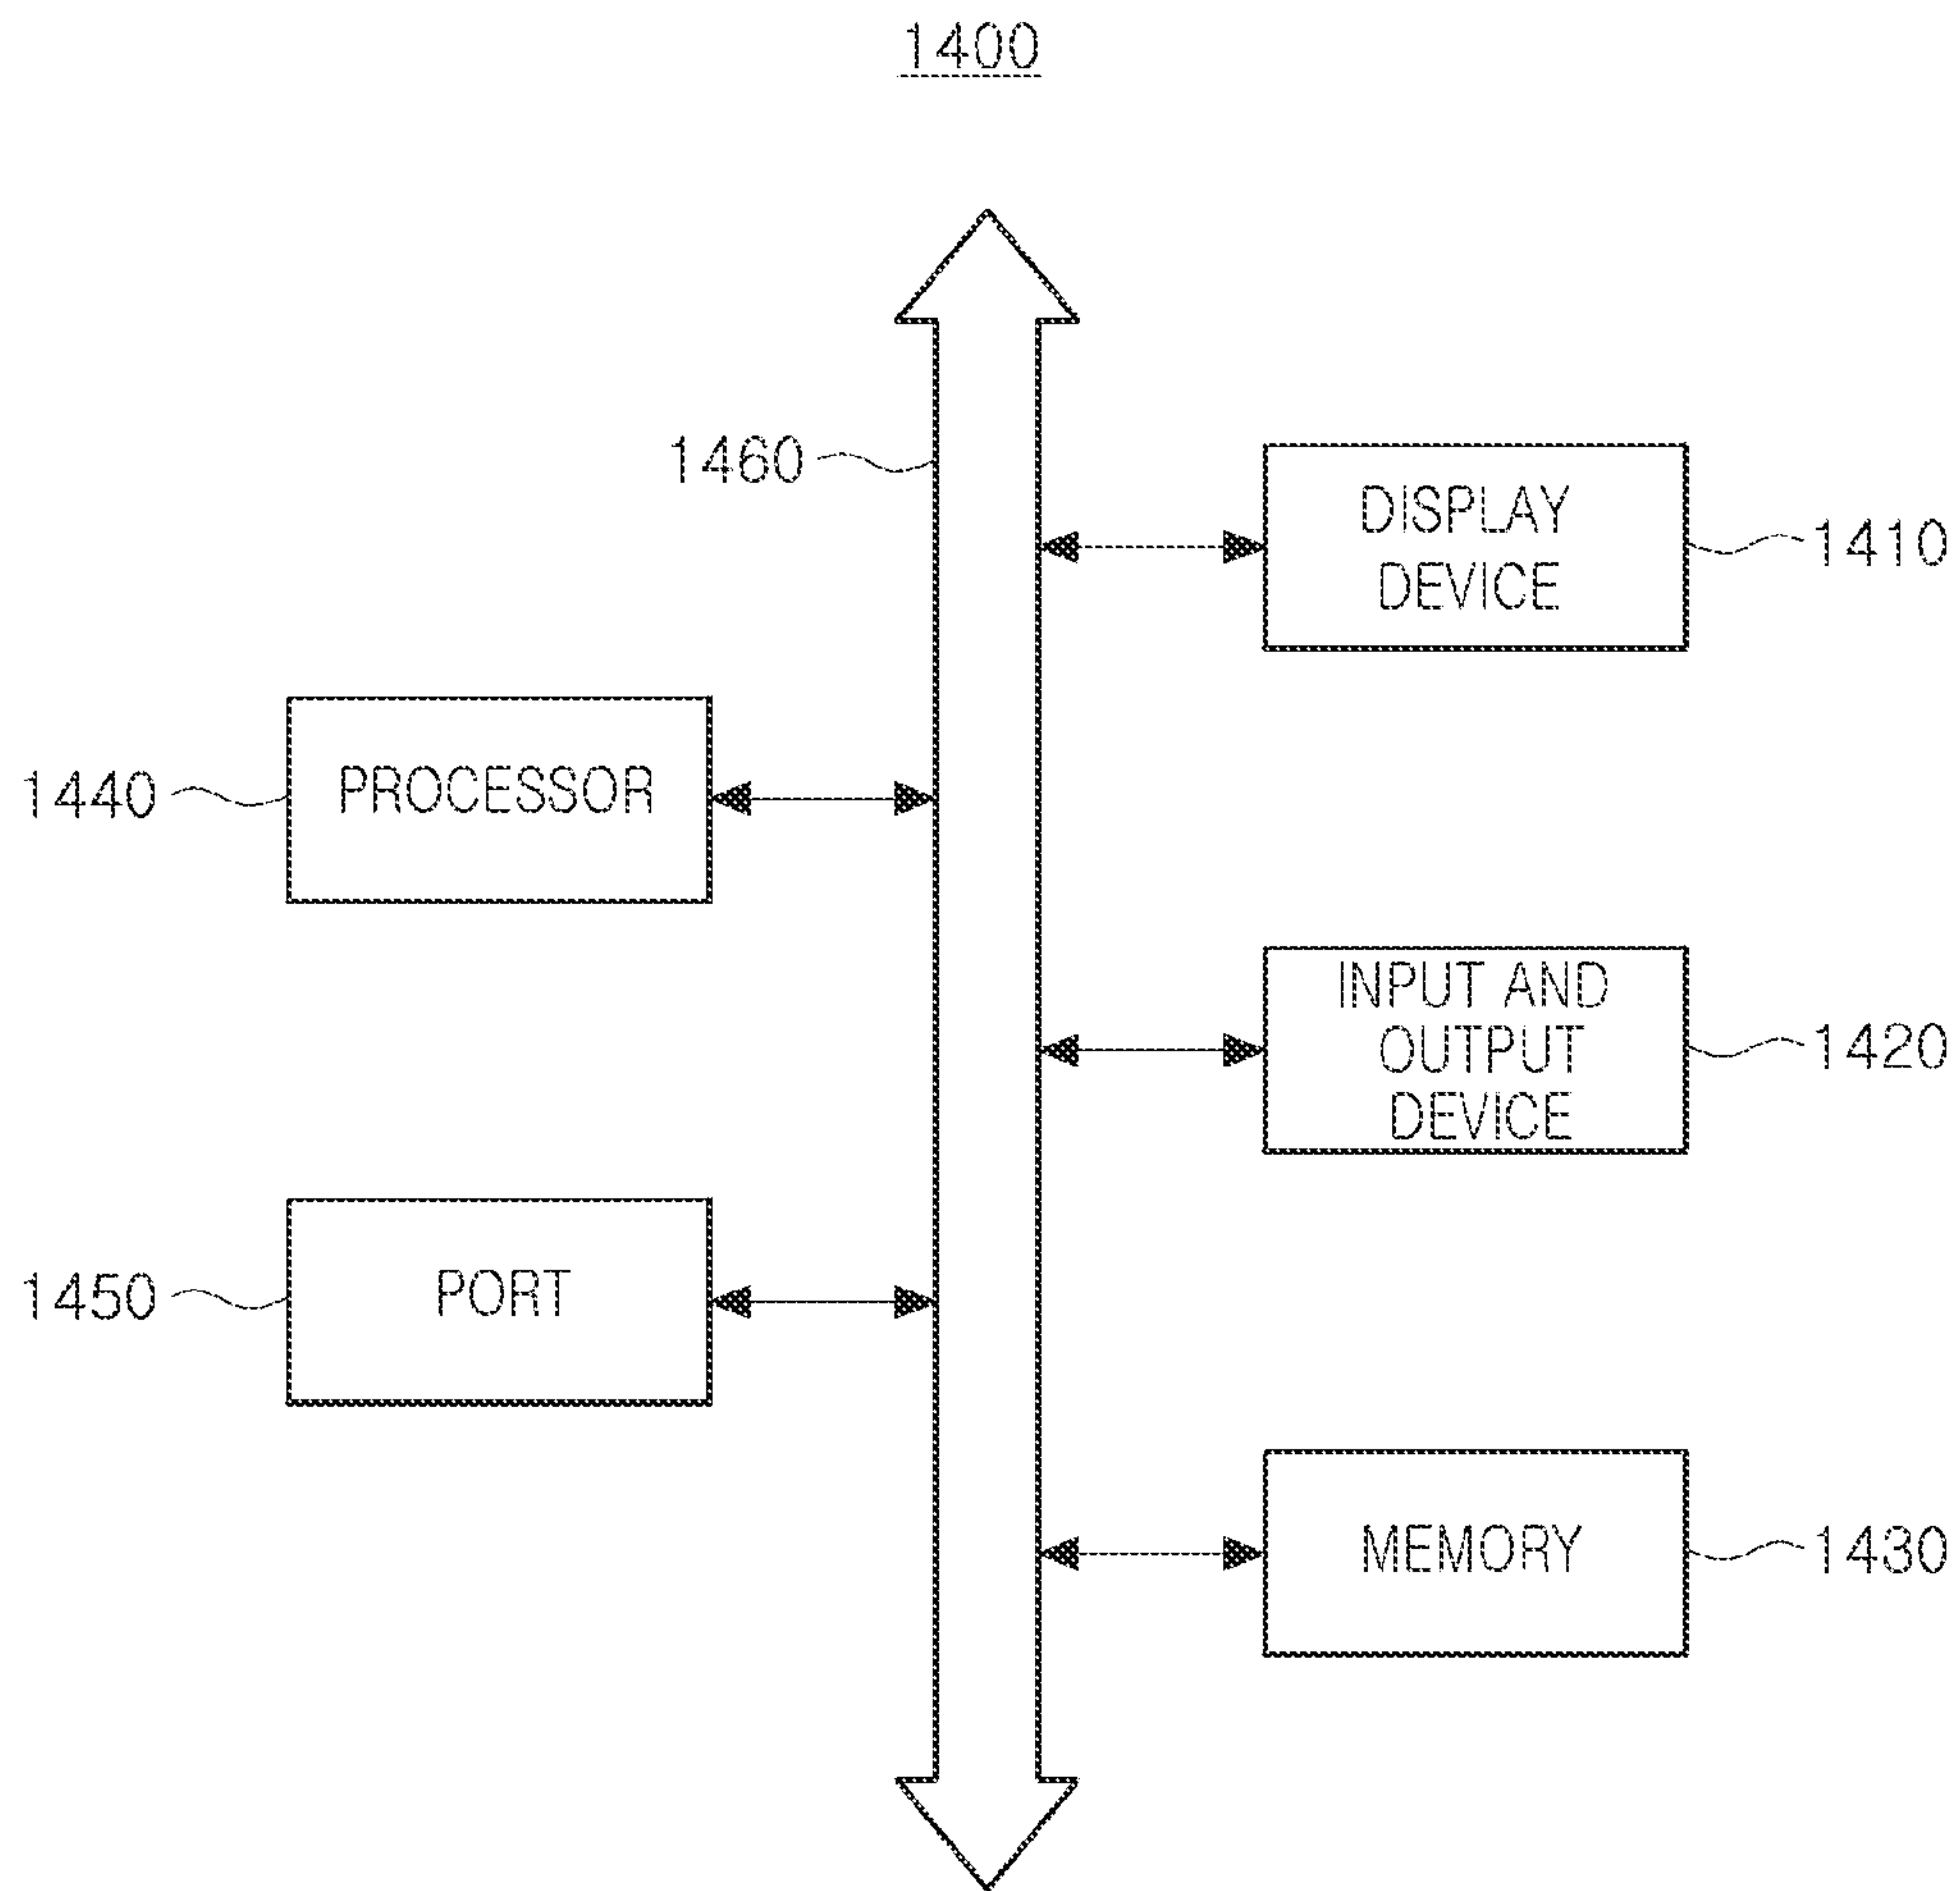 1400
1460
DISPLAY
DEVICE
1410
1440
PROCESSOR
INPUT AND
OUTPUT
DEVICE
1420
1450
PORT
MEMORY
1430